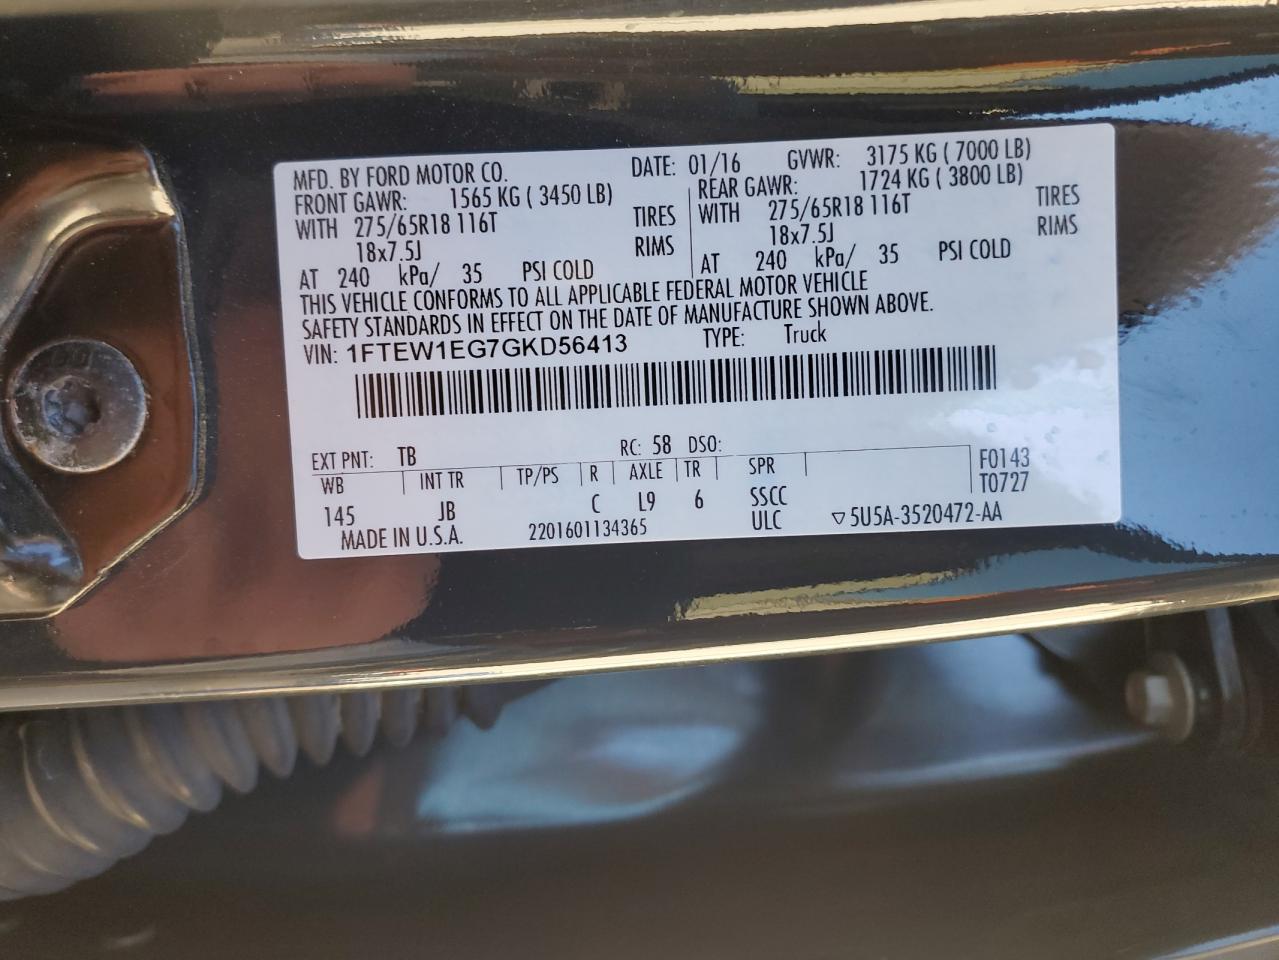 MFD. BY FORD MOTOR CO. DATE: 01/16 GVWR: 3175 KG ( 7000 LB)
FRONT GAWR: 1565 KG ( 3450 LB) REAR GAWR: 1724 KG ( 3800 LB)
WITH 275/65R18 116T TIRES WITH 275/65R18 116T TIRES
18x7.5J RIMS 18x7.5J RIMS
AT 240 kPa/ 35 PSI COLD AT 240 kPa/ 35 PSI COLD
THIS VEHICLE CONFORMS TO ALL APPLICABLE FEDERAL MOTOR VEHICLE
SAFETY STANDARDS IN EFFECT ON THE DATE OF MANUFACTURE SHOWN ABOVE.
VIN: 1FTEW1EG7GKD56413 TYPE: Truck
EXT PNT: TB RC: 58 DSO:
WB INT TR TP/PS R AXLE TR SPR F0143
145 JB C L9 6 SSCC T0727
ULC ▽5U5A-3520472-AA
MADE IN U.S.A. 2201601134365